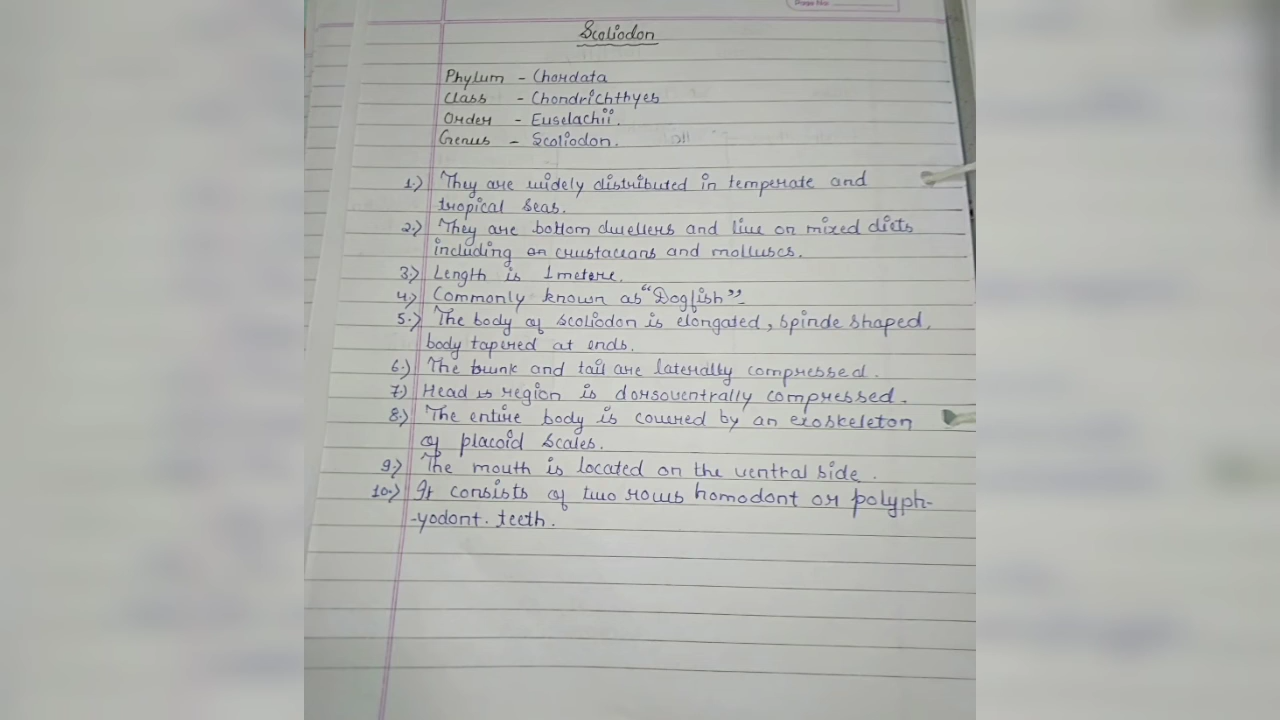 Page No:
Scoliodon
Phylum - Chordata
Class - Chondrichthyes
Order - Euselachii.
Genus - Scoliodon.
1.) They are widely distributed in temperate and
tropical seas.
2.) They are bottom dwellers and live on mixed diets
including on crustaceans and molluscs.
3.) Length is 1 metere.
4.) Commonly known as "Dogfish".
5.) The body of scoliodon is elongated, spinde shaped,
body tapered at ends.
6.) The trunk and tail are laterally compressed.
7.) Head is region is dorsoventrally compressed.
8.) The entire body is covered by an exoskeleton
of placoid scales.
9.) The mouth is located on the ventral side.
10.) It consists of two rows homodont or polyph-
-yodont. teeth.